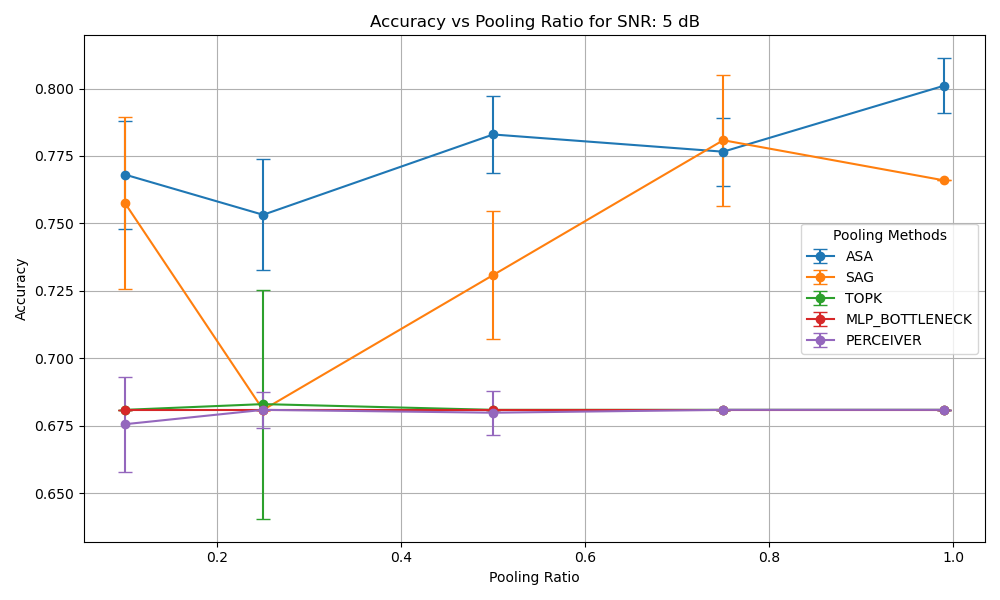 Accuracy vs Pooling Ratio for SNR: 5 dB
Accuracy
0.800
0.775
0.750
0.725
0.700
0.675
0.650
Pooling Methods
ASA
SAG
TOPK
MLP_BOTTLENECK
PERCEIVER
0.2 0.4 0.6 0.8 1.0
Pooling Ratio